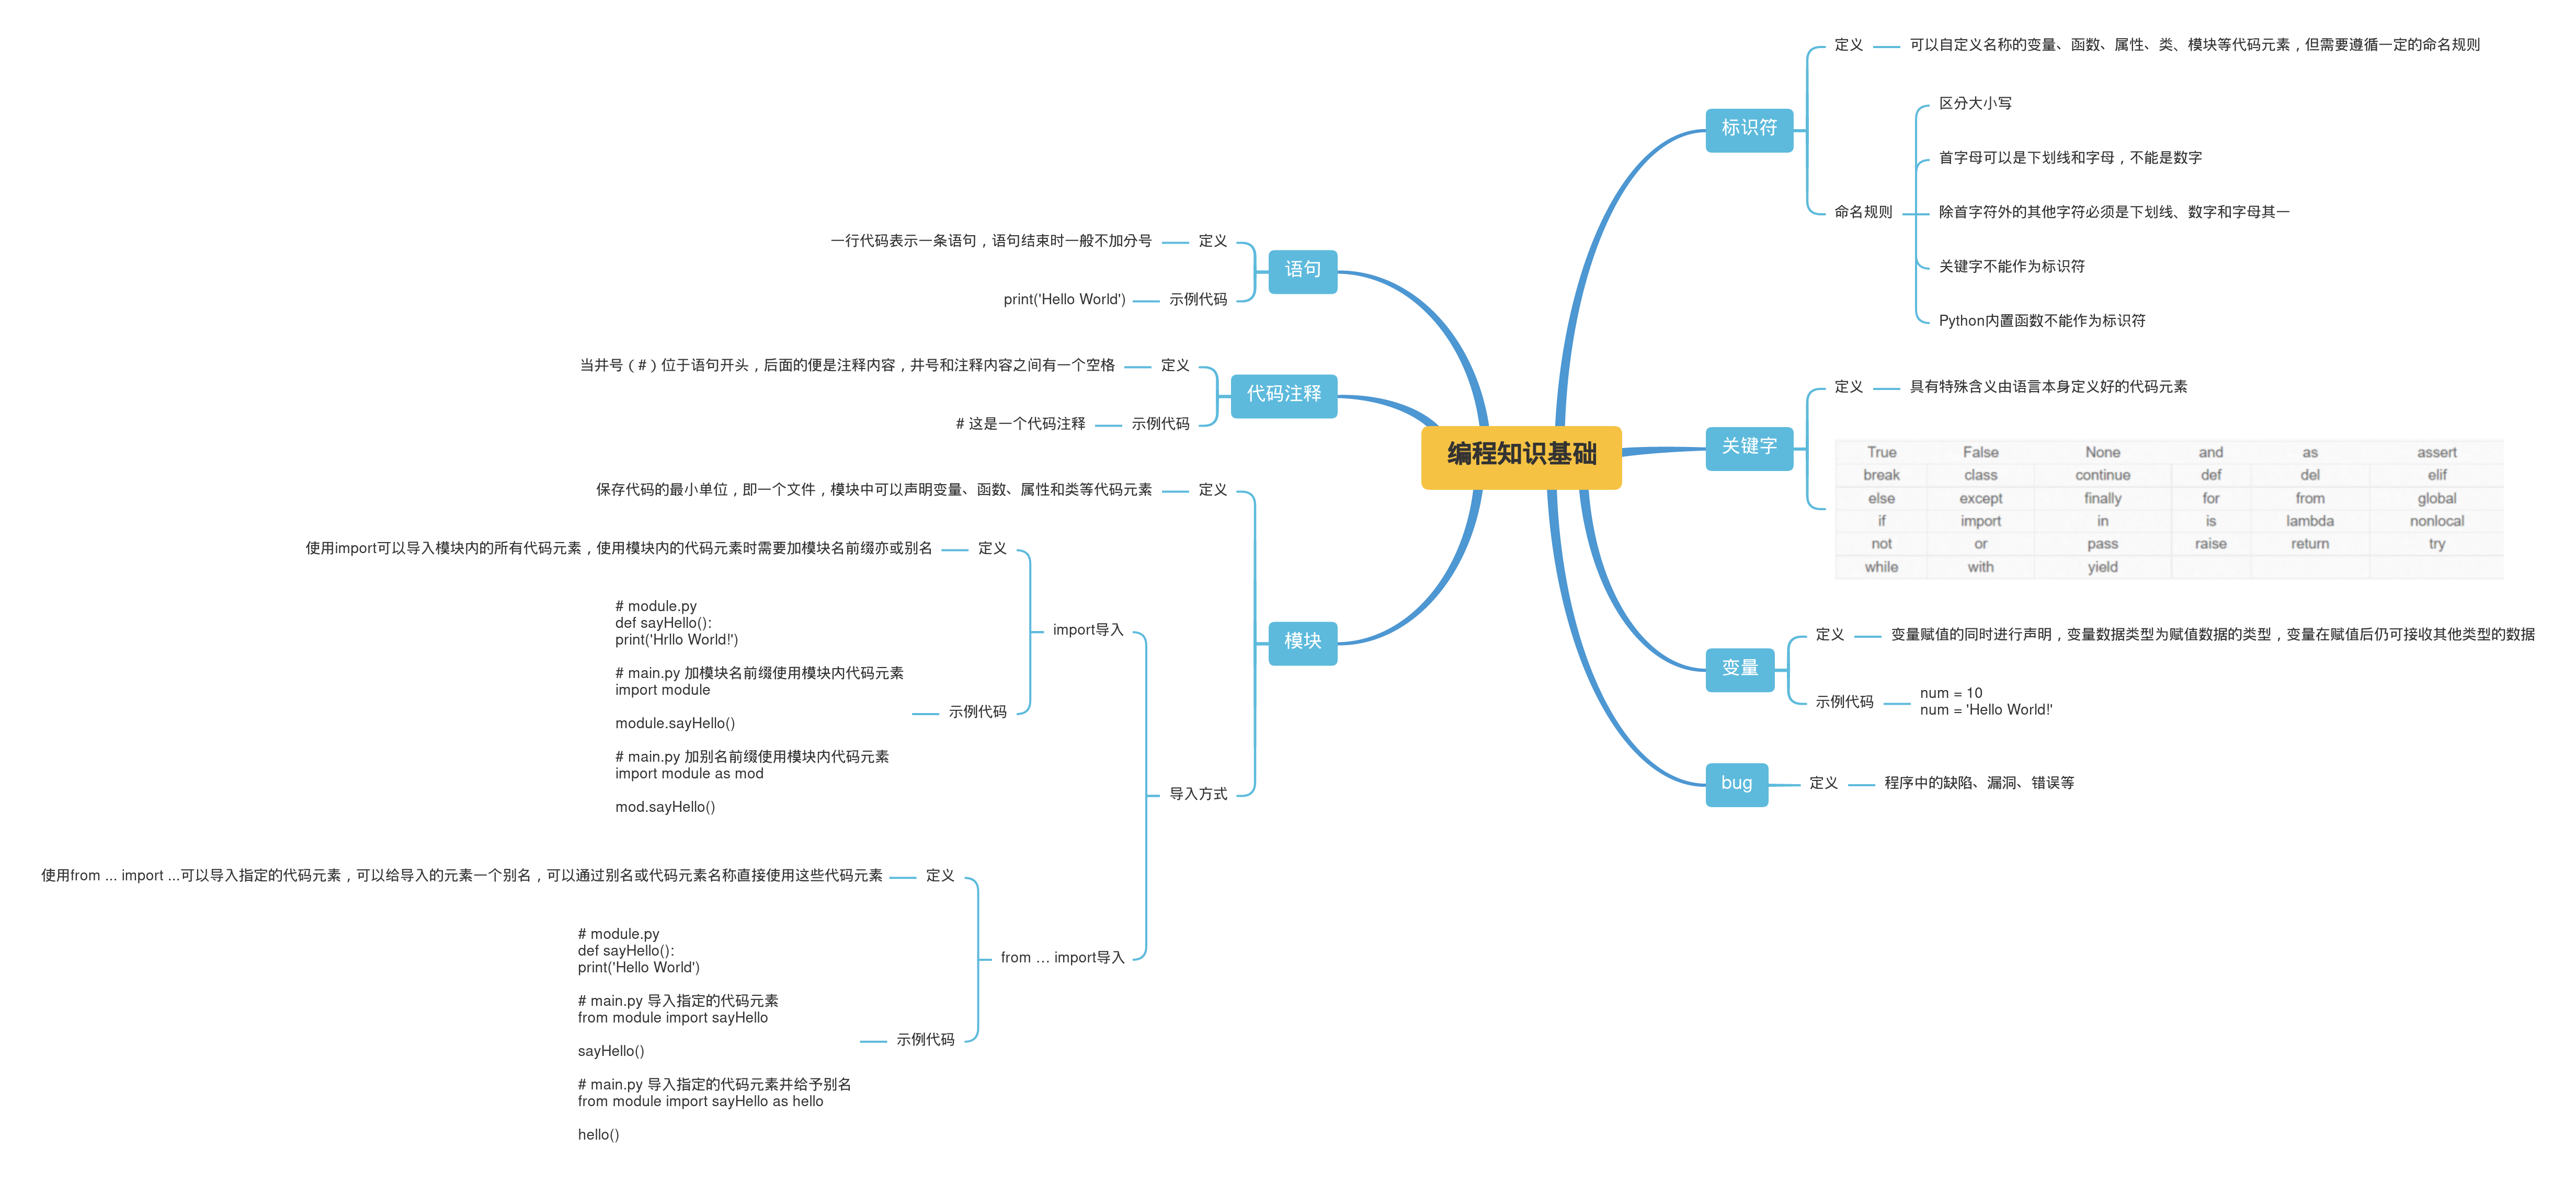 编程知识基础
标识符
定义
可以自定义名称的变量、函数、属性、类、模块等代码元素，但需要遵循一定的命名规则
命名规则
区分大小写
首字母可以是下划线和字母，不能是数字
除首字符外的其他字符必须是下划线、数字和字母其一
关键字不能作为标识符
Python内置函数不能作为标识符
关键字
定义
具有特殊含义由语言本身定义好的代码元素
True False None and as assert
break class continue def del elif
else except finally for from global
if import in is lambda nonlocal
not or pass raise return try
while with yield
变量
定义
变量赋值的同时进行声明，变量数据类型为赋值数据的类型，变量在赋值后仍可接收其他类型的数据
示例代码
num = 10
num = 'Hello World!'
bug
定义
程序中的缺陷、漏洞、错误等
语句
定义
一行代码表示一条语句，语句结束时一般不加分号
示例代码
print('Hello World')
代码注释
定义
当井号（#）位于语句开头，后面的便是注释内容，井号和注释内容之间有一个空格
示例代码
# 这是一个代码注释
模块
定义
保存代码的最小单位，即一个文件，模块中可以声明变量、函数、属性和类等代码元素
导入方式
import导入
定义
使用import可以导入模块内的所有代码元素，使用模块内的代码元素时需要加模块名前缀亦或别名
示例代码
# module.py
def sayHello():
print('Hrllo World!')
# main.py 加模块名前缀使用模块内代码元素
import module
module.sayHello()
# main.py 加别名前缀使用模块内代码元素
import module as mod
mod.sayHello()
from ... import导入
定义
使用from ... import ...可以导入指定的代码元素，可以给导入的元素一个别名，可以通过别名或代码元素名称直接使用这些代码元素
示例代码
# module.py
def sayHello():
print('Hello World')
# main.py 导入指定的代码元素
from module import sayHello
sayHello()
# main.py 导入指定的代码元素并给予别名
from module import sayHello as hello
hello()